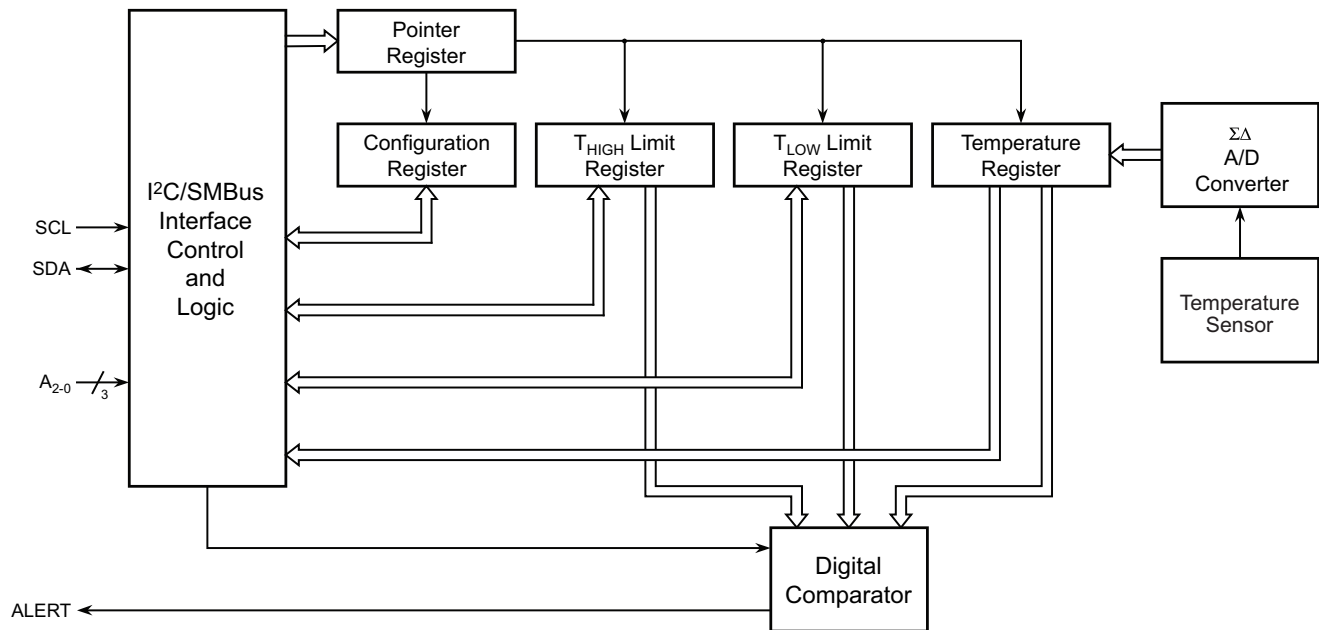 Pointer
Register
Configuration
Register
T_HIGH Limit
Register
T_LOW Limit
Register
Temperature
Register
ΣΔ
A/D
Converter
Temperature
Sensor
I²C/SMBus
Interface
Control
and
Logic
SCL
SDA
A_2-0
3
Digital
Comparator
ALERT